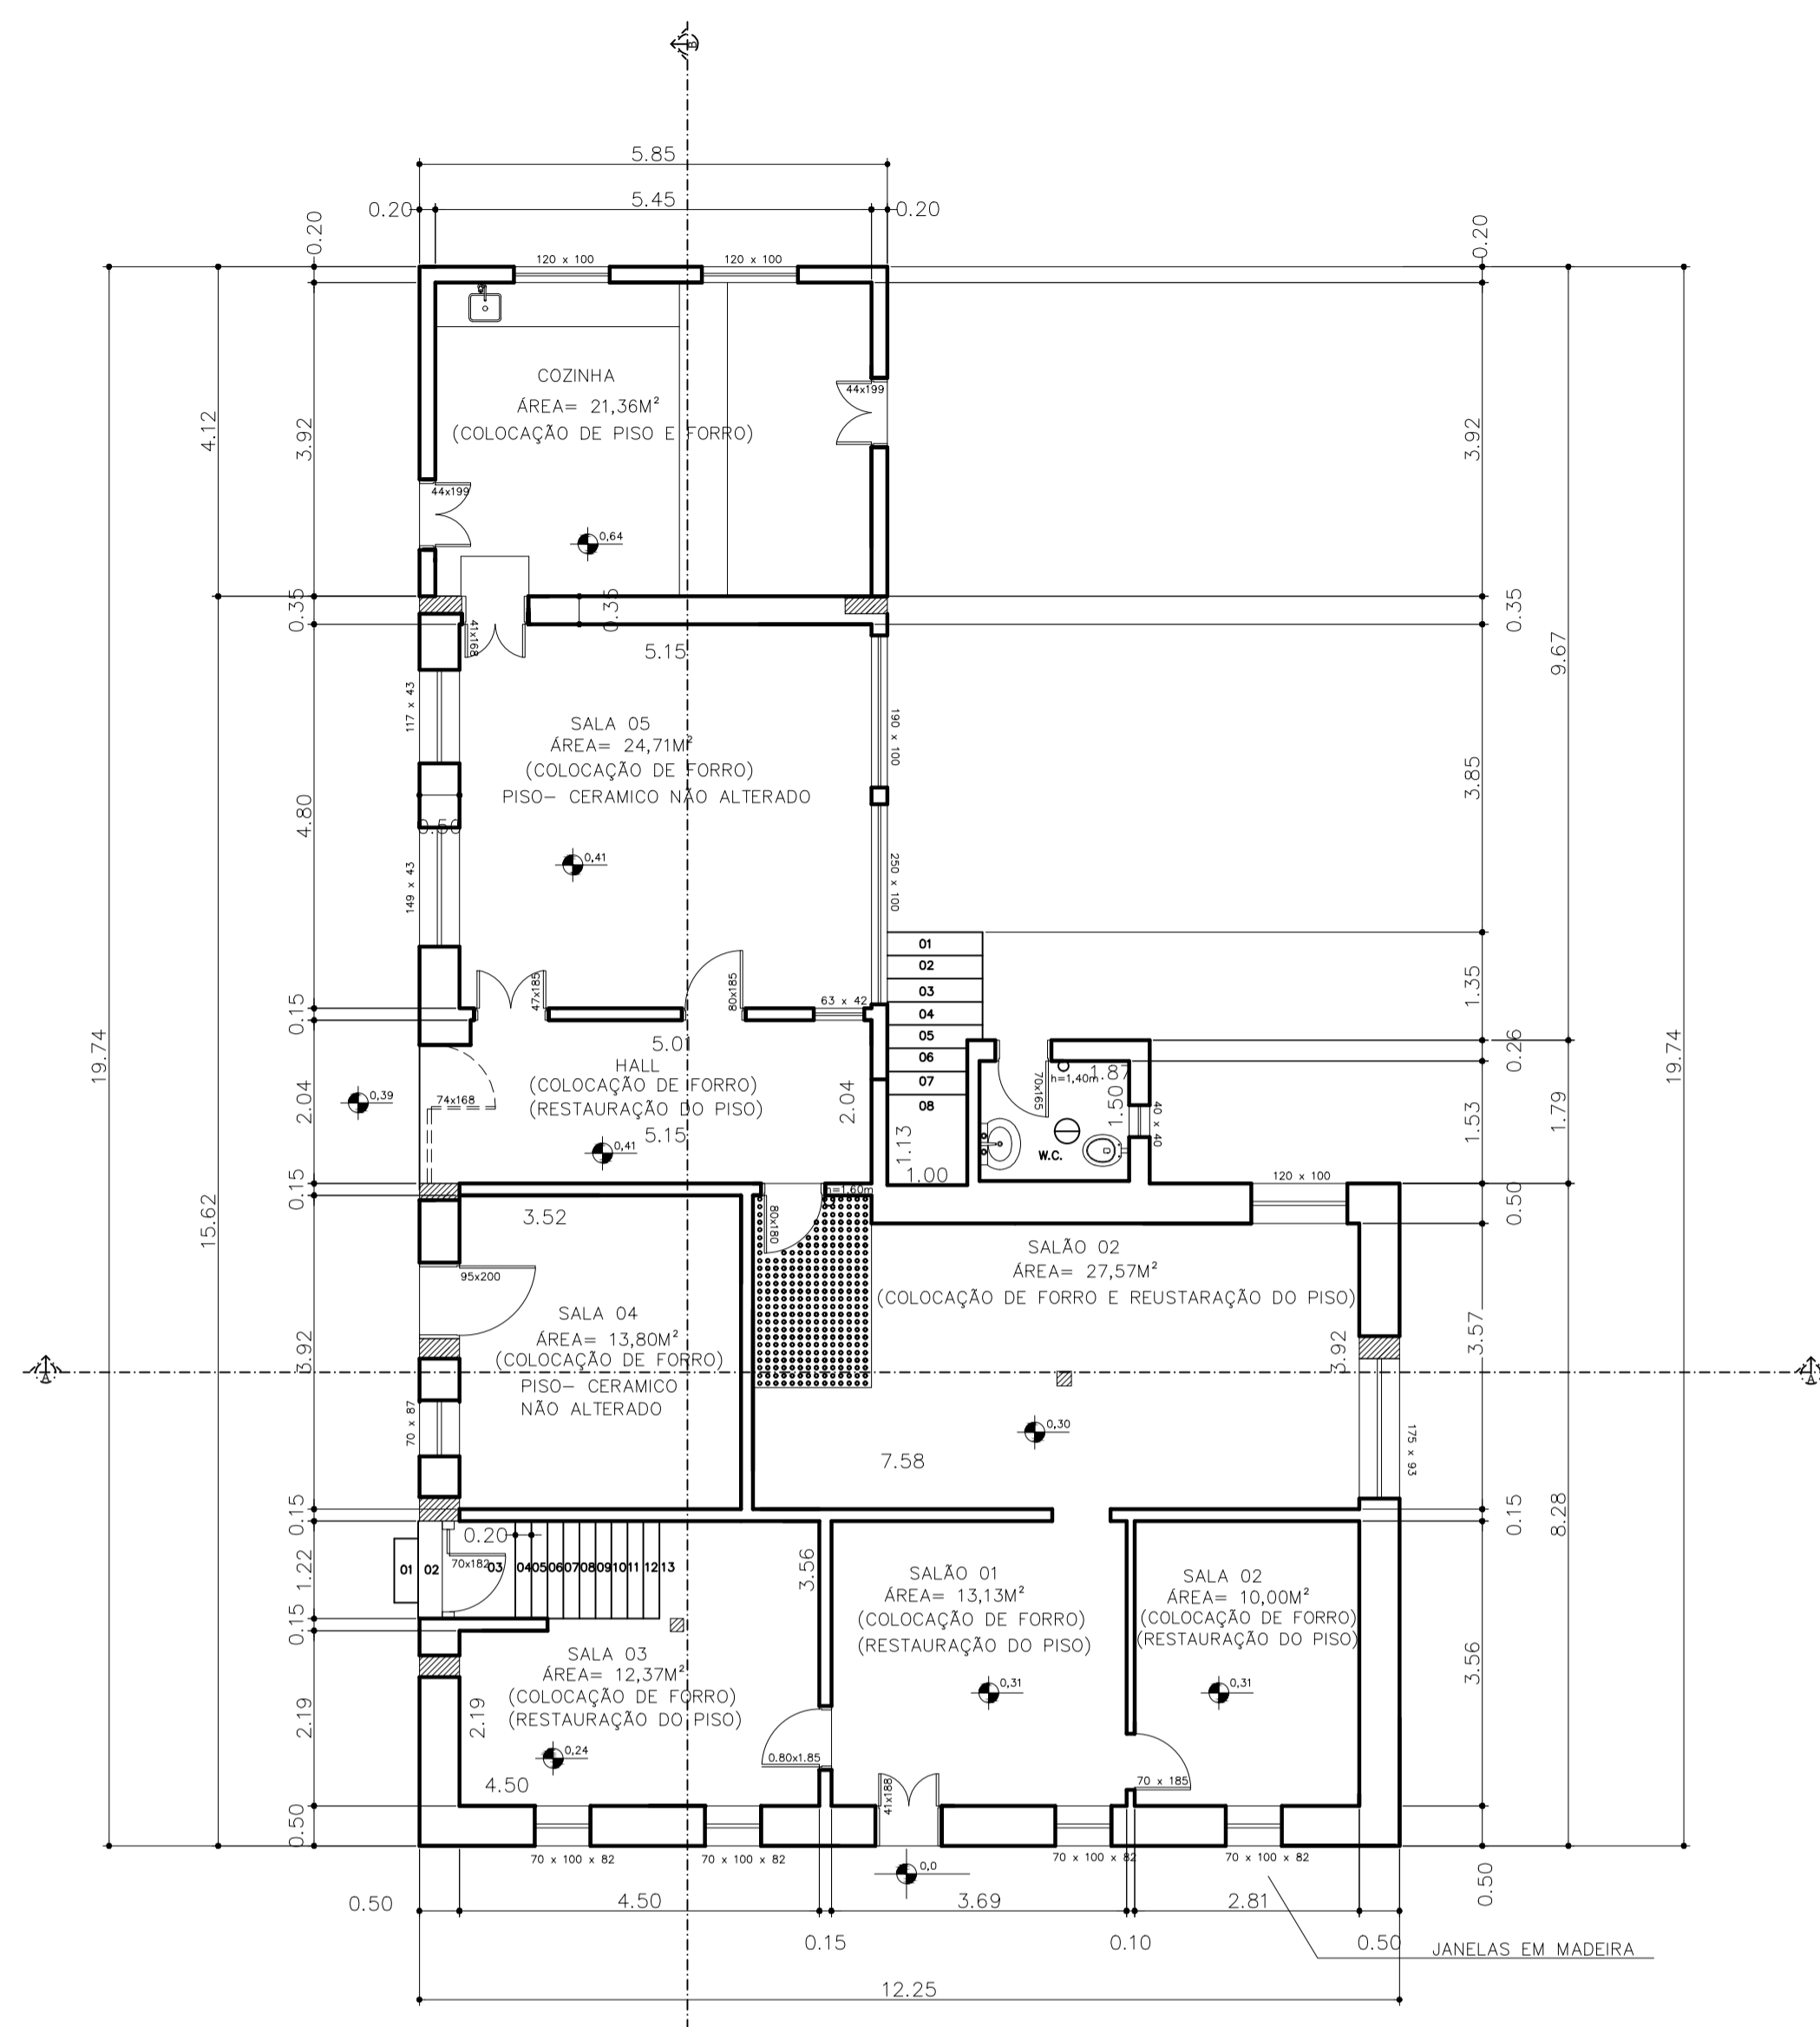 B
5.85
0.20
5.45
0.20
0.20
0.20
120 x 100
120 x 100
COZINHA
ÁREA= 21,36M²
(COLOCAÇÃO DE PISO E FORRO)
44x199
44x199
4.12
3.92
3.92
0,64
0.35
0.35
0.35
41x168
5.15
9.67
117 x 43
190 x 100
SALA 05
ÁREA= 24,71M²
(COLOCAÇÃO DE FORRO)
PISO- CERAMICO NÃO ALTERADO
3.85
4.80
0.50
0,41
149 x 43
250 x 100
01
02
03
04
05
06
07
08
47x185
80x185
63 x 42
1.35
0.15
5.01
HALL
(COLOCAÇÃO DE FORRO)
(RESTAURAÇÃO DO PISO)
5.15
0,41
2.04
2.04
74x168
0,39
19.74
19.74
0.26
1.87
h=1,40m
70x165
1.50
40 x 40
W.C.
1.13
1.00
1.53
1.79
0.15
h=1.60m
120 x 100
0.50
15.62
3.52
80x180
SALÃO 02
ÁREA= 27,57M²
(COLOCAÇÃO DE FORRO E REUSTARAÇÃO DO PISO)
95x200
SALA 04
ÁREA= 13,80M²
(COLOCAÇÃO DE FORRO)
PISO- CERAMICO
NÃO ALTERADO
3.92
3.92
3.57
A
A
70 x 87
0,30
7.58
175 x 93
0.15
0.15
8.28
0.20
01
02
70x182
03
04
05
06
07
08
09
10
11
12
13
1.22
3.56
SALÃO 01
ÁREA= 13,13M²
(COLOCAÇÃO DE FORRO)
(RESTAURAÇÃO DO PISO)
SALA 02
ÁREA= 10,00M²
(COLOCAÇÃO DE FORRO)
(RESTAURAÇÃO DO PISO)
0.15
SALA 03
ÁREA= 12,37M²
(COLOCAÇÃO DE FORRO)
(RESTAURAÇÃO DO PISO)
3.56
2.19
2.19
0,31
0,31
0,24
0.80x1.85
4.50
41x188
70 x 185
0.50
70 x 100 x 82
70 x 100 x 82
70 x 100 x 82
70 x 100 x 82
0,0
0.50
0.50
4.50
3.69
2.81
0.15
0.10
0.50
JANELAS EM MADEIRA
12.25